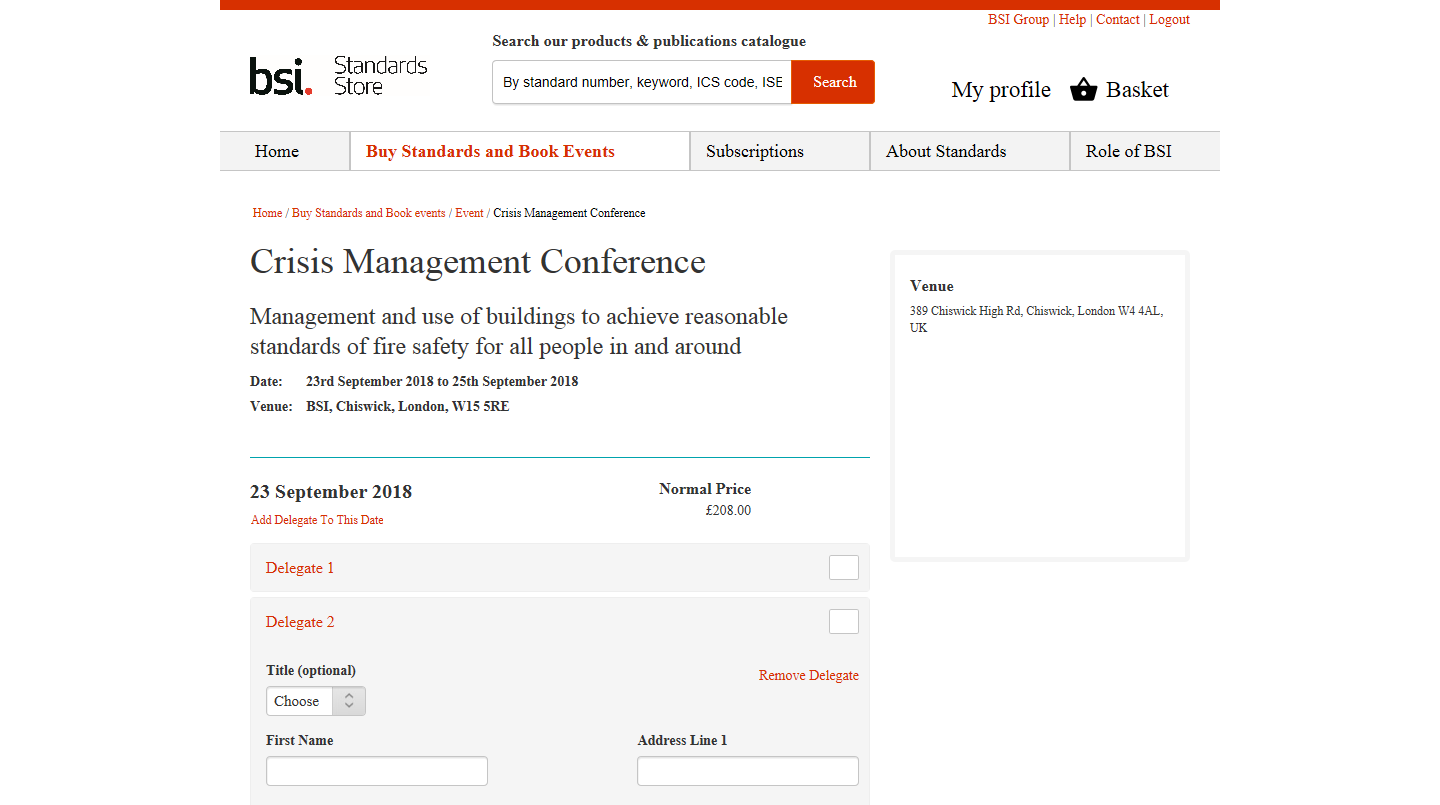 BSI Group | Help | Contact | Logout
Search our products & publications catalogue
bsi. Standards
Store
By standard number, keyword, ICS code, ISE
Search
My profile
Basket
Home
Buy Standards and Book Events
Subscriptions
About Standards
Role of BSI
Home / Buy Standards and Book events / Event / Crisis Management Conference
Crisis Management Conference
Management and use of buildings to achieve reasonable
standards of fire safety for all people in and around
Date: 23rd September 2018 to 25th September 2018
Venue: BSI, Chiswick, London, W15 5RE
Venue
389 Chiswick High Rd, Chiswick, London W4 4AL,
UK
23 September 2018
Normal Price
£208.00
Add Delegate To This Date
Delegate 1
Delegate 2
Title (optional)
Remove Delegate
Choose
First Name
Address Line 1